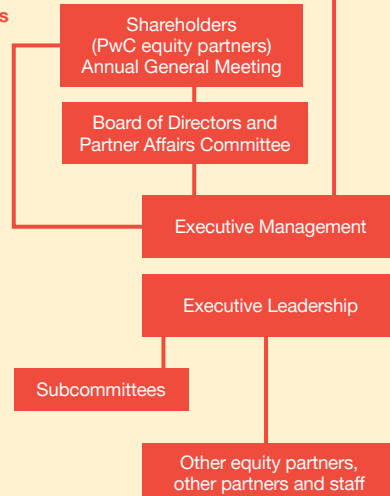 s
Shareholders
(PwC equity partners)
Annual General Meeting
Board of Directors and
Partner Affairs Committee
Executive Management
Executive Leadership
Subcommittees
Other equity partners,
other partners and staff